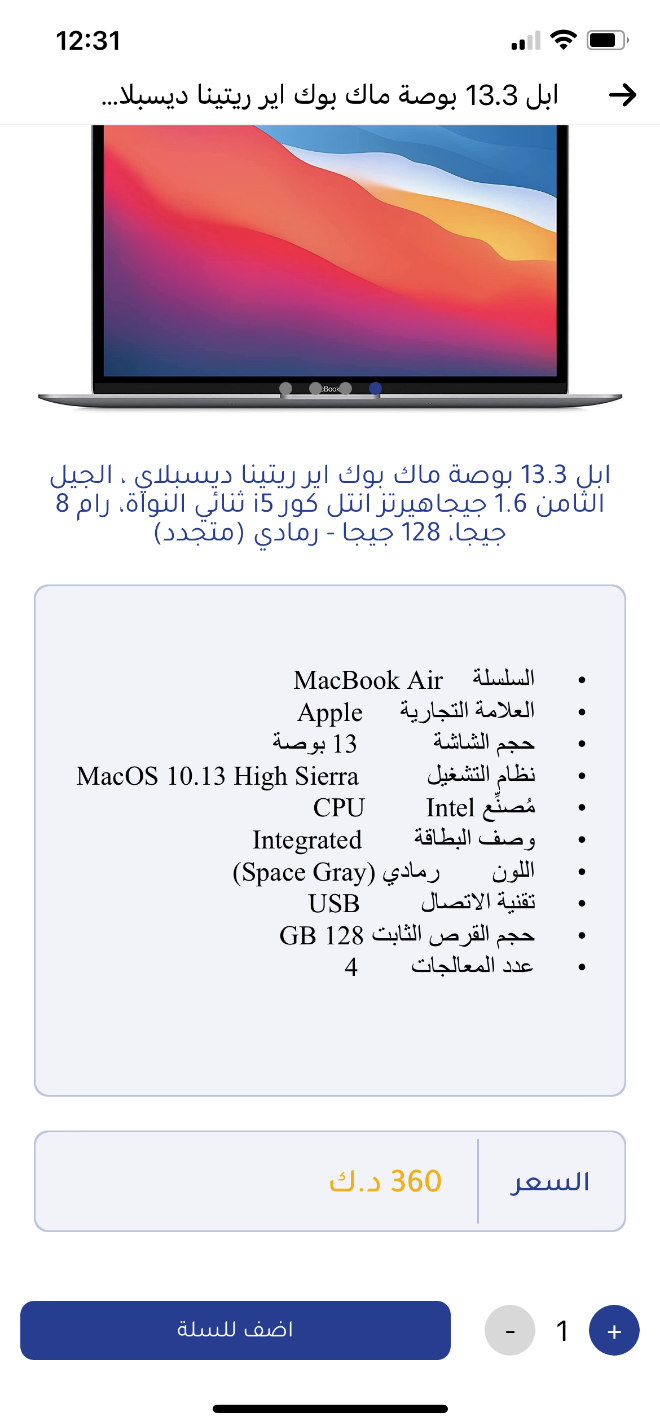 12:31
ابل 13.3 بوصة ماك بوك اير ريتينا ديسبلا...
ابل 13.3 بوصة ماك بوك اير ريتينا ديسبلاي ، الجيل
الثامن 1.6 جيجاهيرتز انتل كور i5 ثنائي النواة، رام 8
جيجا، 128 جيجا - رمادي (متجدد)
• السلسلة MacBook Air
• العلامة التجارية Apple
• حجم الشاشة 13 بوصة
• نظام التشغيل MacOS 10.13 High Sierra
• مُصنِّع Intel CPU
• وصف البطاقة Integrated
• اللون رمادي (Space Gray)
• تقنية الاتصال USB
• حجم القرص الثابت 128 GB
• عدد المعالجات 4
السعر 360 د.ك
+ 1 - اضف للسلة